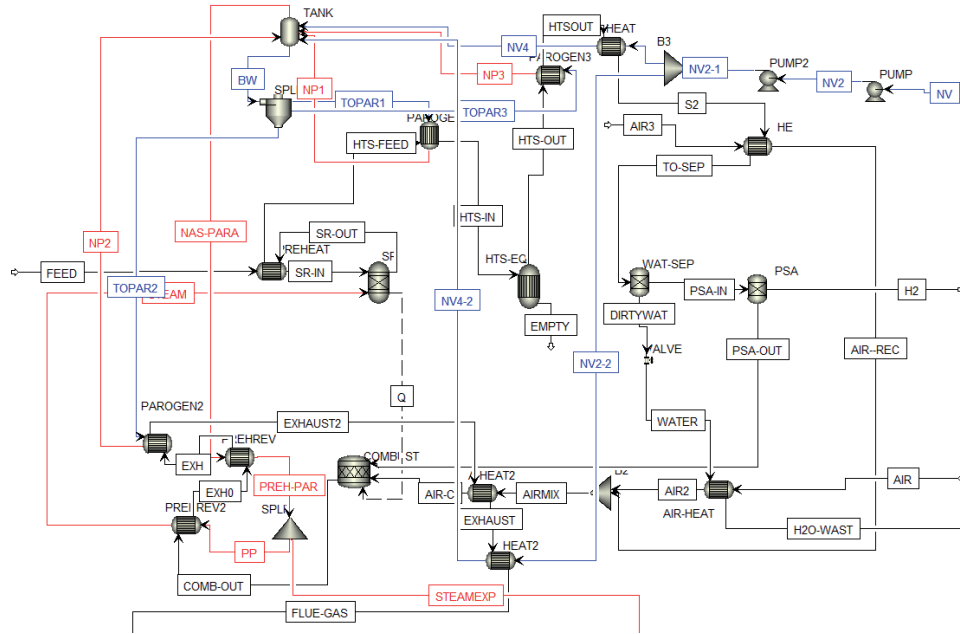 TANK
HTSOUT
HEAT
B3
NV4
PAROGEN3
NP3
NV2-1
PUMP2
NV2
PUMP
NV
BW
NP1
SPL
TOPAR1
TOPAR3
S2
HE
AIR3
HTS-FEED
HTS-OUT
TO-SEP
HTS-IN
NAS-PARA
SR-OUT
NP2
FEED
REHEAT
SR-IN
HTS-EQ
WAT-SEP
PSA
PSA-IN
H2
TOPAR2
NV4-2
DIRTYWAT
EMPTY
PSA-OUT
AIR--REC
NV2-2
ALVE
Q
PAROGEN2
EXHAUST2
WATER
EXH
EHREV
COMBUST
HEAT2
EXH0
PREH-PAR
AIR-C
AIRMIX
AIR2
AIR
EXHAUST
AIR-HEAT
H2O-WAST
PP
HEAT2
COMB-OUT
STEAMEXP
FLUE-GAS